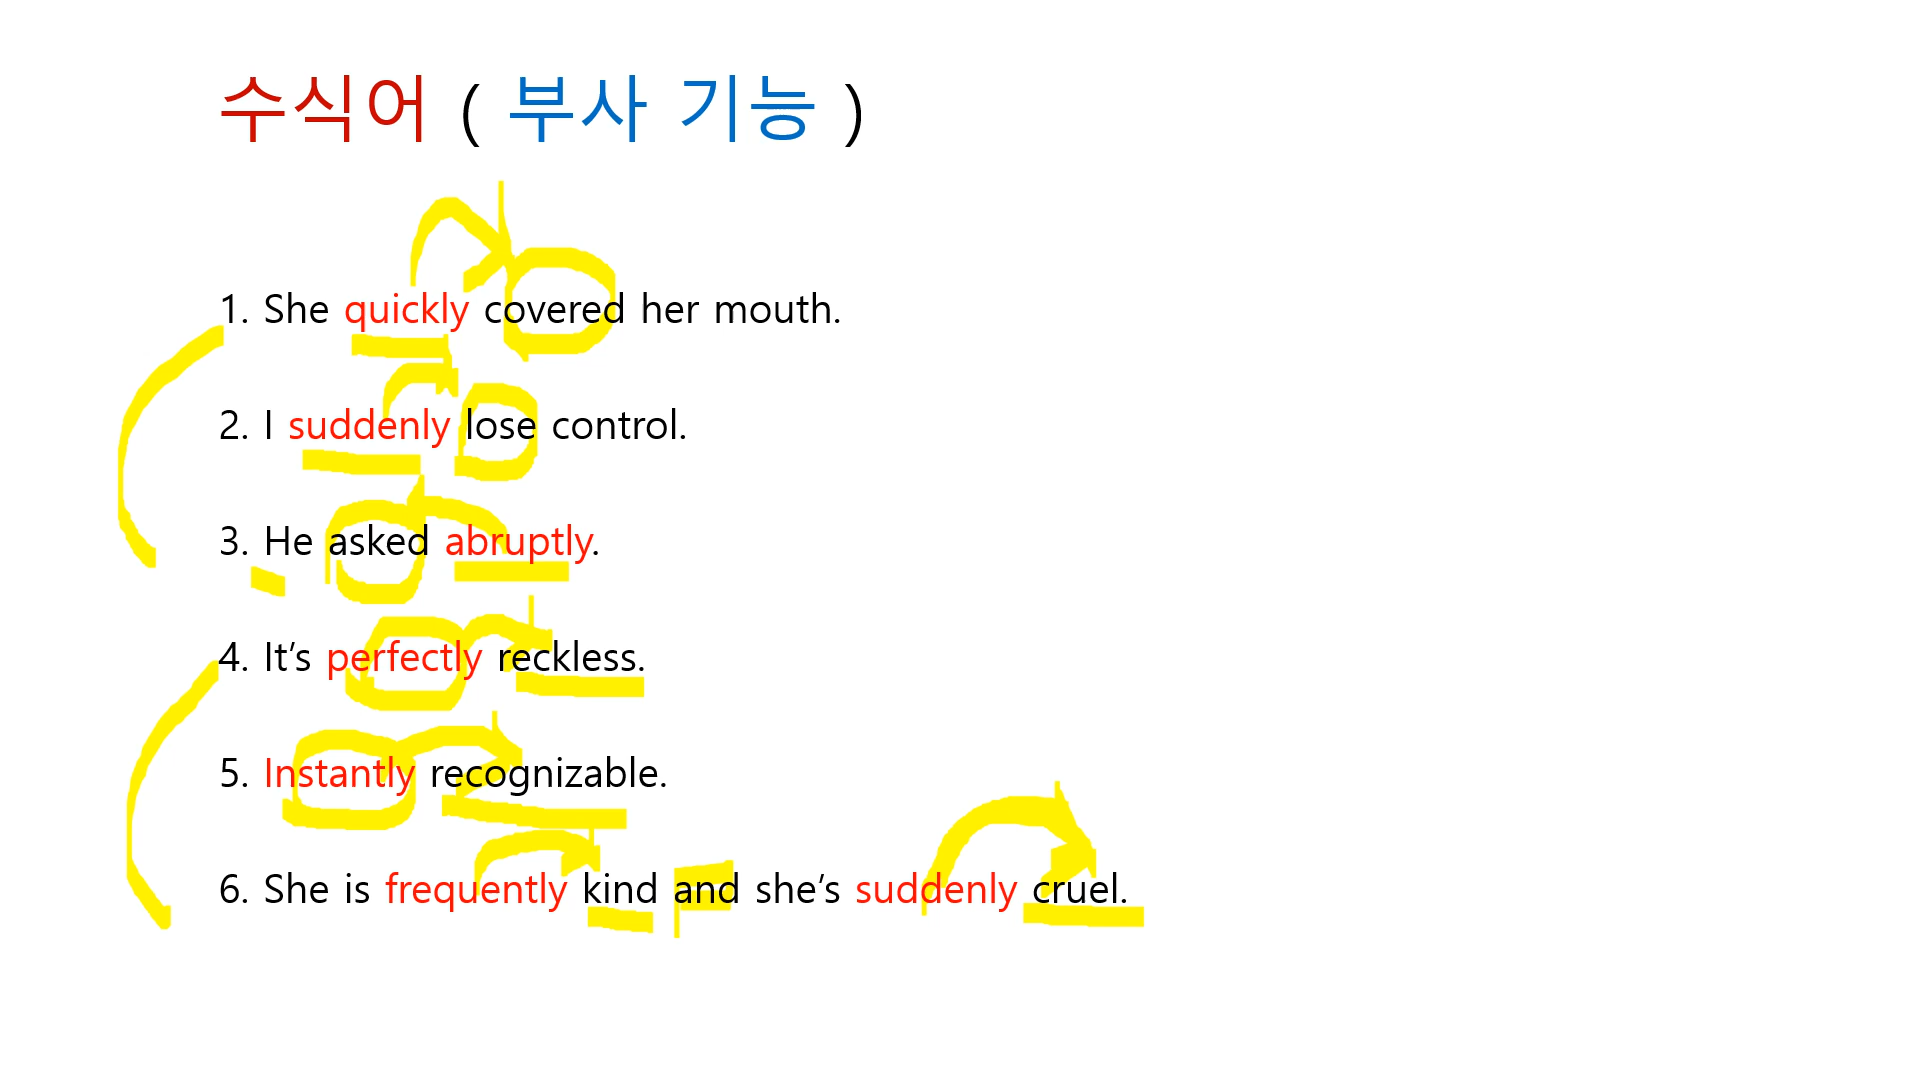 수식어 ( 부사 기능 )
1. She quickly covered her mouth.
2. I suddenly lose control.
3. He asked abruptly.
4. It’s perfectly reckless.
5. Instantly recognizable.
6. She is frequently kind and she’s suddenly cruel.